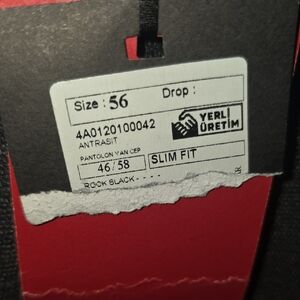 Size : 56 Drop :
4A0120100042
ANTRASIT
YERLİ
ÜRETİM
PANTOLON YAN CEP
46/58 SLIM FIT
ROCK BLACK - - - -